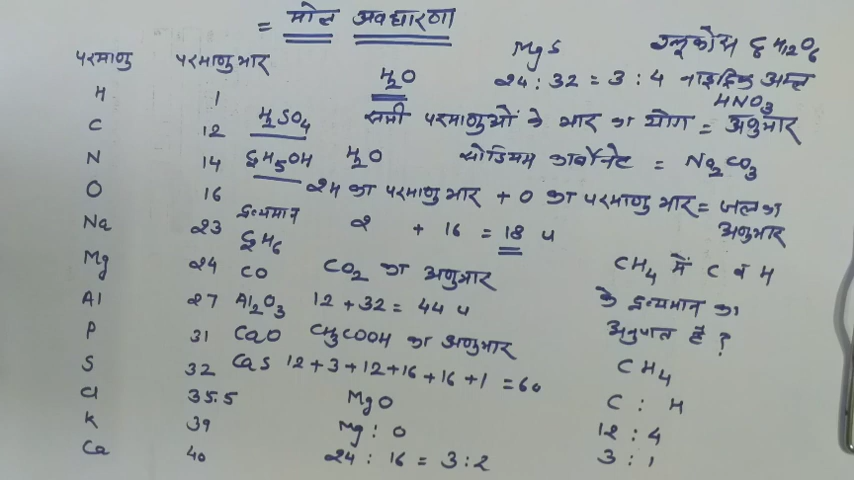 = मोल अवधारणा
परमाणु परमाणुभार H₂O MgS ग्लूकोस C₆H₁₂O₆
24 : 32 = 3 : 4 नाइट्रिक अम्ल
HNO₃
H 1
C 12 H₂SO₄ सभी परमाणुओं के भार का योग = अणुभार
N 14 C₂H₅OH H₂O सोडियम कार्बोनेट = Na₂CO₃
O 16 2H का परमाणु भार + O का परमाणु भार = जल का अणुभार
Na 23 द्रव्यमान 2 + 16 = 18 u
C₂H₆
Mg 24 CO CO₂ का अणुभार CH₄ में C व H
Al 27 Al₂O₃ 12 + 32 = 44 u के द्रव्यमान का
P 31 CaO CH₃COOH का अणुभार अनुपात है ?
S 32 CaS 12+3+12+16+16+1 = 60 CH₄
Cl 35.5 MgO C : H
K 39 Mg : O 12 : 4
Ca 40 24 : 16 = 3 : 2 3 : 1